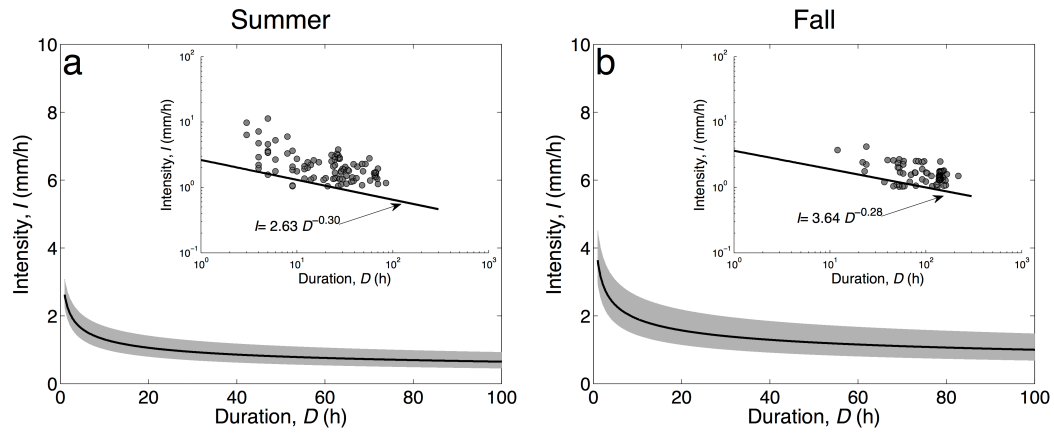 Summer
a
10
8
6
4
2
0
0 20 40 60 80 100
Intensity, I (mm/h)
Duration, D (h)
10²
10¹
10⁰
10⁻¹
10⁰ 10¹ 10² 10³
Intensity, I (mm/h)
Duration, D (h)
I= 2.63 D⁻⁰·³⁰
Fall
b
10
8
6
4
2
0
0 20 40 60 80 100
Intensity, I (mm/h)
Duration, D (h)
10²
10¹
10⁰
10⁻¹
10⁰ 10¹ 10² 10³
Intensity, I (mm/h)
Duration, D (h)
I= 3.64 D⁻⁰·²⁸